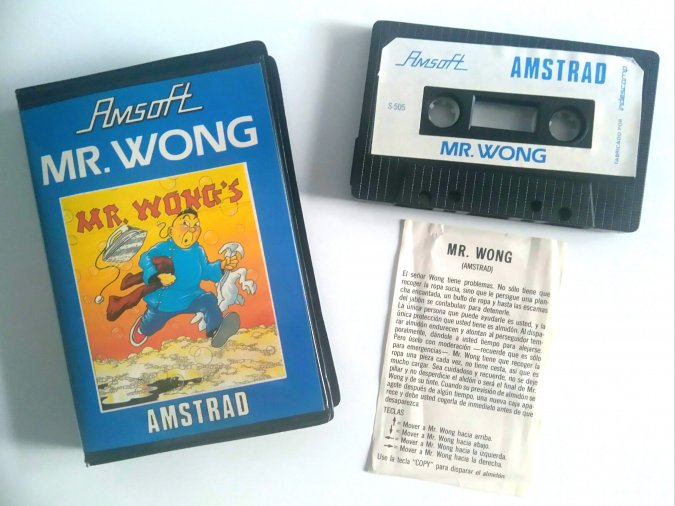 Amsoft
MR. WONG
MR. WONG'S
AMSTRAD
Amsoft
AMSTRAD
S-505
FABRICADO POR indescomp
MR. WONG
MR. WONG
(AMSTRAD)
El señor Wong tiene problemas. No sólo tiene que
recoger la ropa sucia, sino que le persigue una plan-
cha encantada, un bulto de ropa y hasta las escamas
del jabón se confabulan para detenerle.
La única persona que puede ayudarle es usted, y la
única protección que usted tiene es almidón. Al dispa-
rar almidón endurecen y atontan al perseguidor tem-
poralmente, dándole a usted tiempo para alejarse.
Pero úselo con moderación —recuerde que es sólo
para emergencias—. Mr. Wong tiene que recoger la
ropa una pieza cada vez, no tiene cesta, así que es
mucho cargar. Sea cuidadoso y recuerde, no se deje
pillar y no desperdicie el alidón o será el final de Mr.
Wong y de su tinte. Cuando su previsión de almidón se
agote después de algún tiempo, una nueva caja apa-
rece y debe usted cogerla de inmediato antes de que
desaparezca.
TECLAS
↑ = Mover a Mr. Wong hacia arriba.
↓ = Mover a Mr. Wong hacia abajo.
← = Mover a Mr. Wong hacia la izquierda.
→ = Mover a Mr. Wong hacia la derecha.
Use la tecla "COPY" para disparar el almidón.